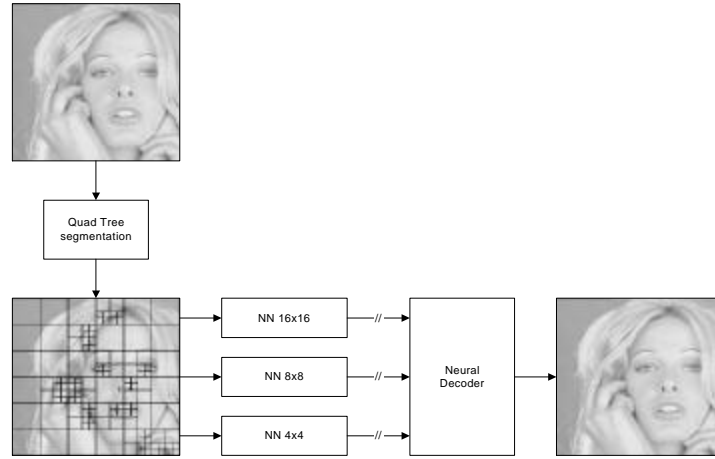 Quad Tree
segmentation
NN 16x16
//
NN 8x8
//
NN 4x4
//
Neural
Decoder